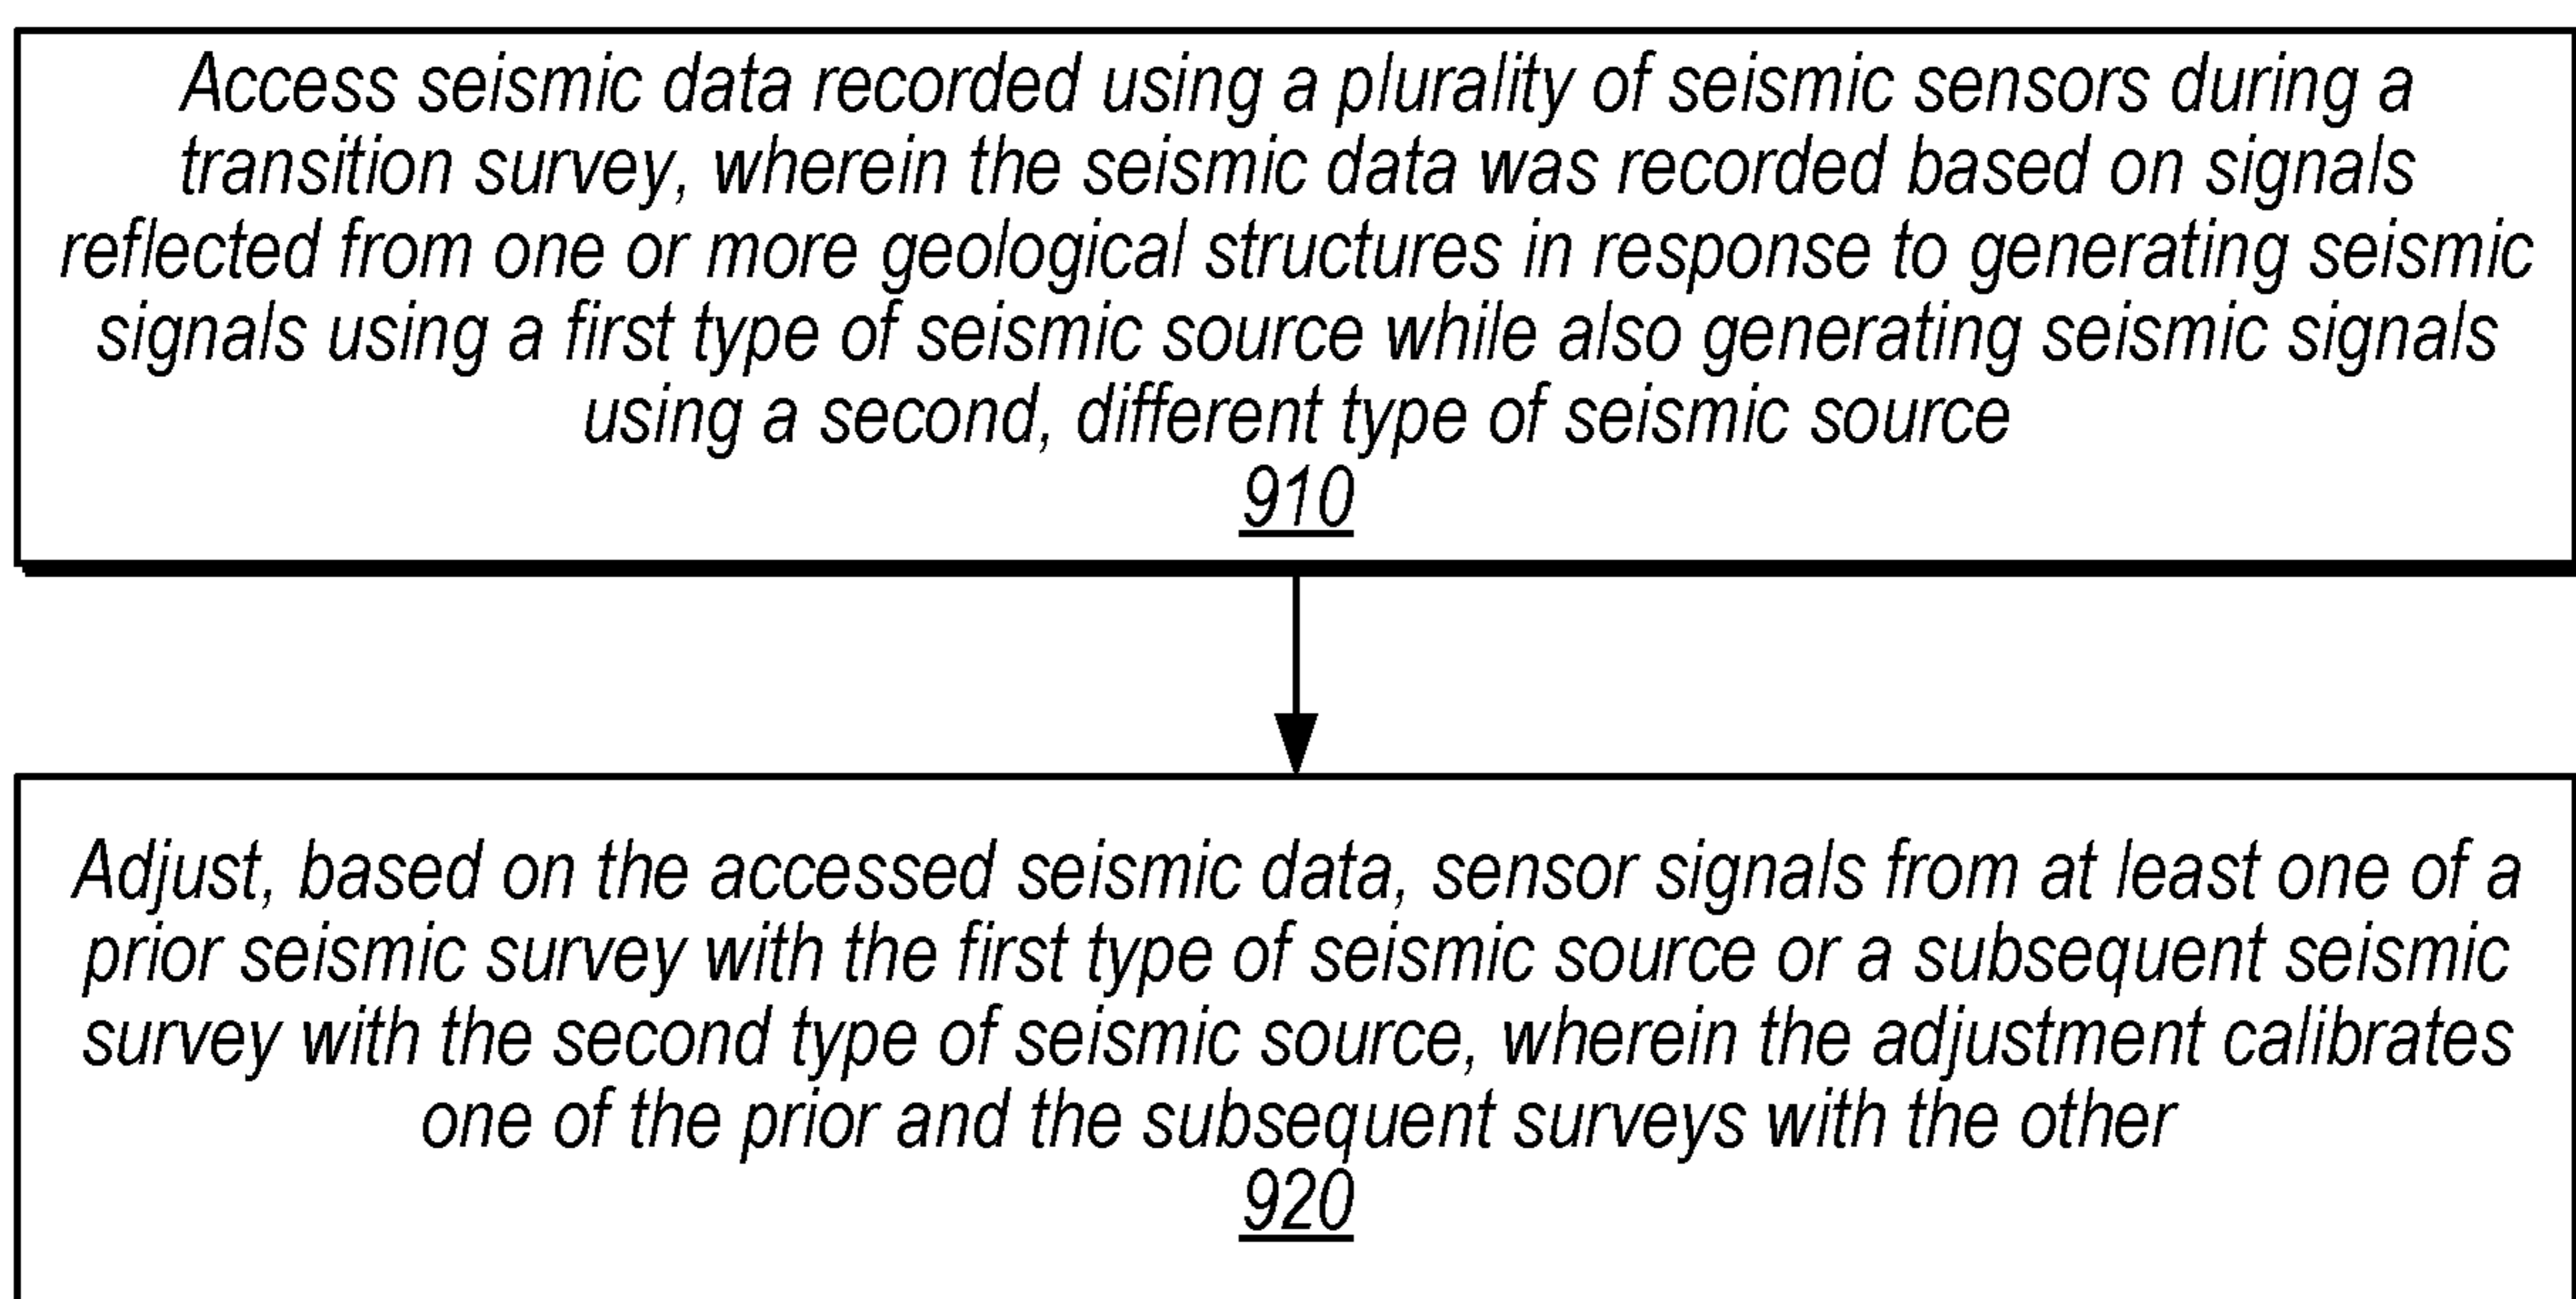 Access seismic data recorded using a plurality of seismic sensors during a
transition survey, wherein the seismic data was recorded based on signals
reflected from one or more geological structures in response to generating seismic
signals using a first type of seismic source while also generating seismic signals
using a second, different type of seismic source
910
Adjust, based on the accessed seismic data, sensor signals from at least one of a
prior seismic survey with the first type of seismic source or a subsequent seismic
survey with the second type of seismic source, wherein the adjustment calibrates
one of the prior and the subsequent surveys with the other
920